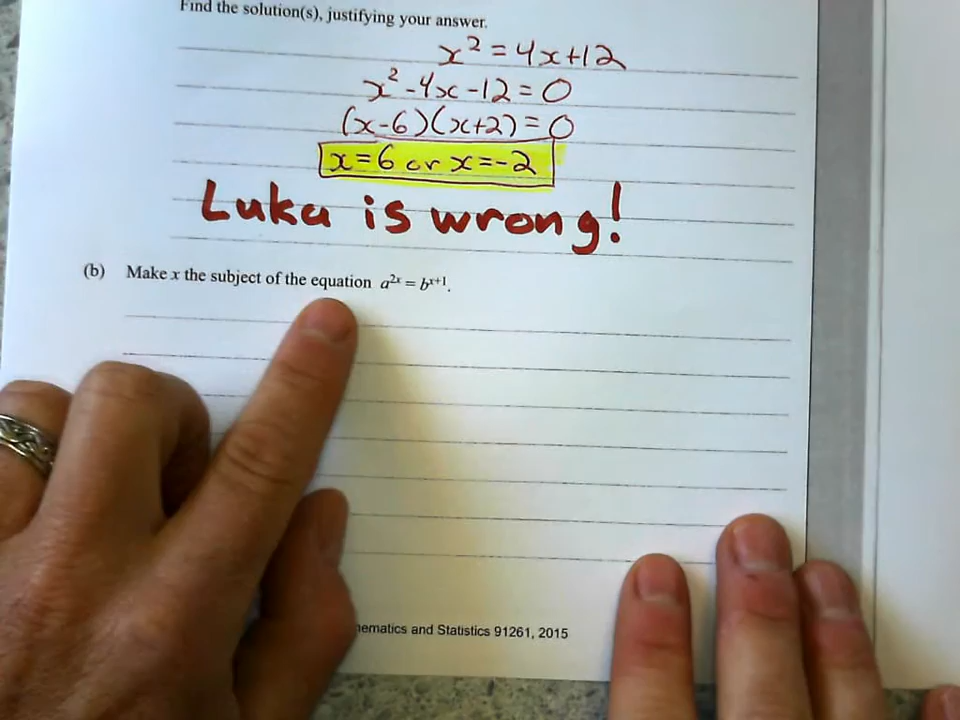 Find the solution(s), justifying your answer.
x² = 4x+12
x²-4x-12=0
(x-6)(x+2)=0
x=6 or x=-2
Luka is wrong!
(b) Make x the subject of the equation a²ˣ = bˣ⁺¹.
ematics and Statistics 91261, 2015